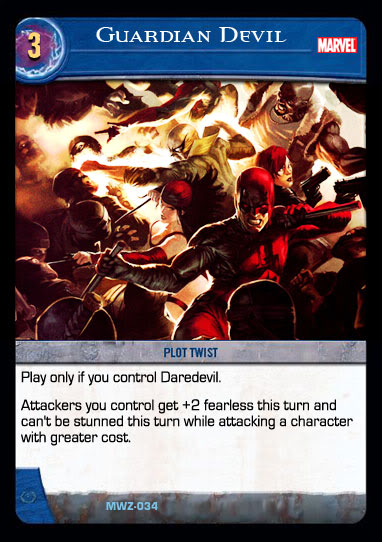 3
Guardian Devil
MARVEL
PLOT TWIST
Play only if you control Daredevil.
Attackers you control get +2 fearless this turn and
can't be stunned this turn while attacking a character
with greater cost.
MWZ-034